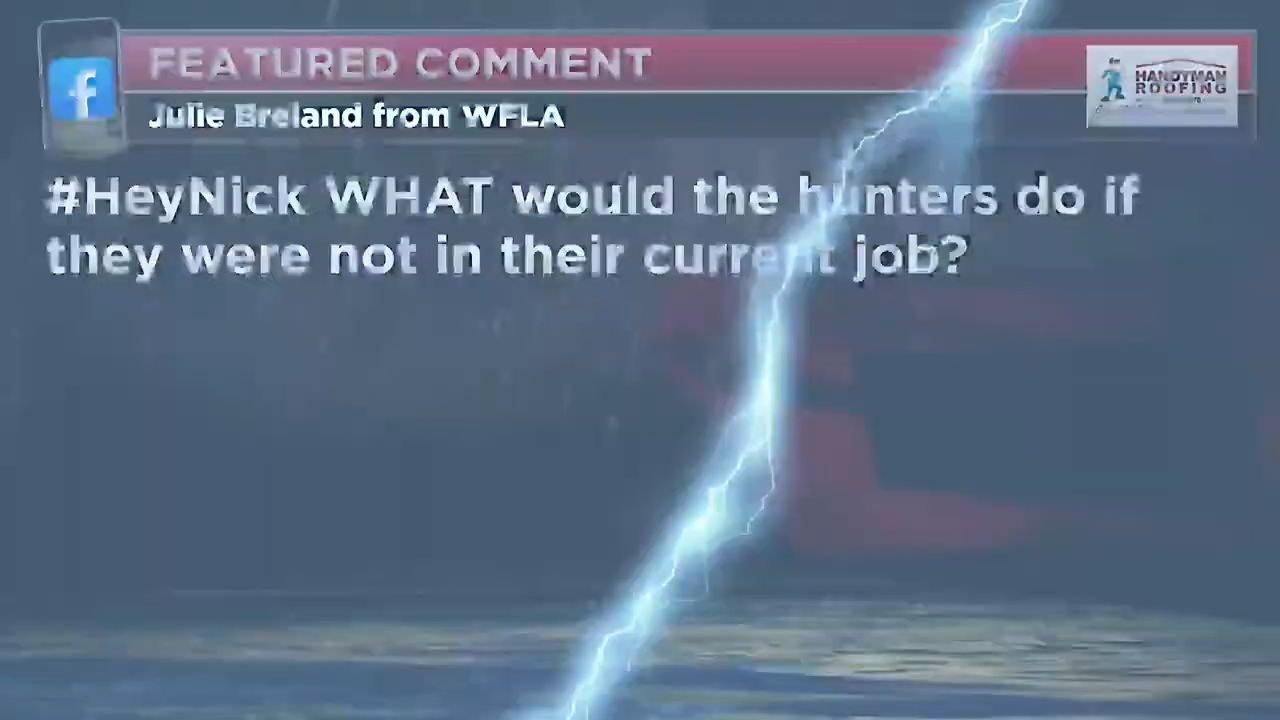 FEATURED COMMENT
Julie Breland from WFLA
HANDYMAN
ROOFING
#HeyNick WHAT would the hunters do if
they were not in their current job?